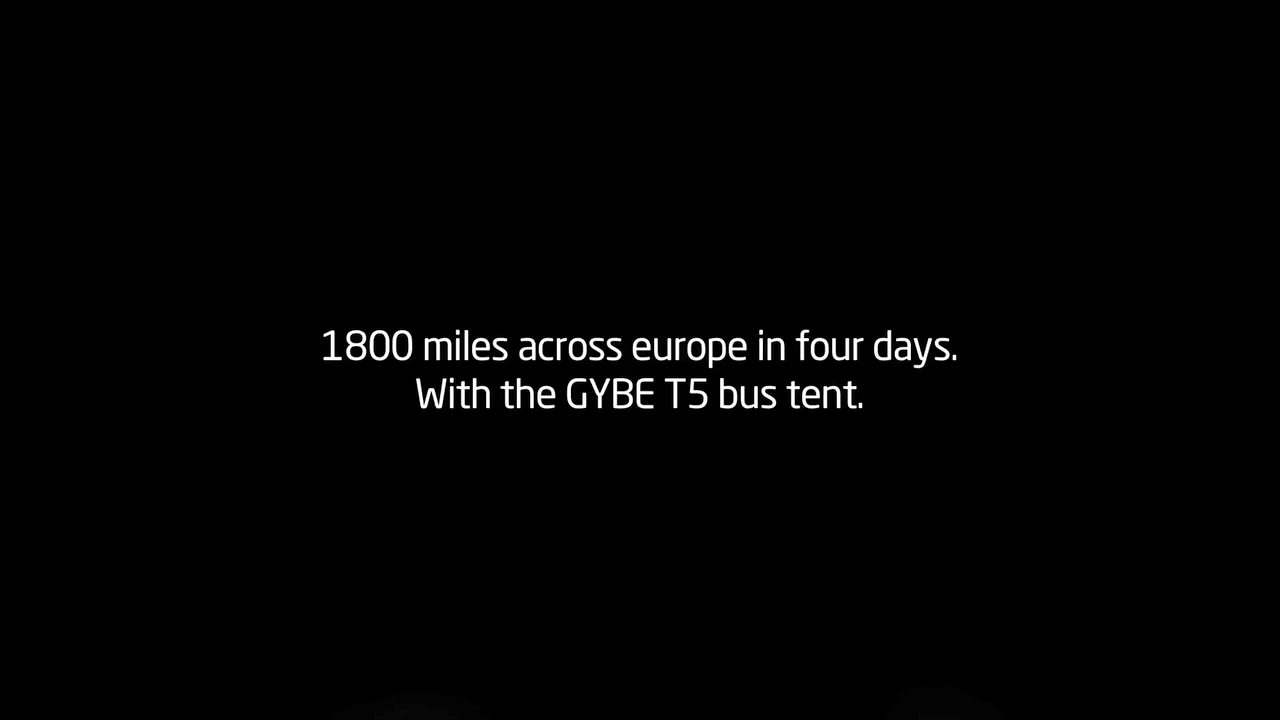 1800 miles across europe in four days.
With the GYBE T5 bus tent.